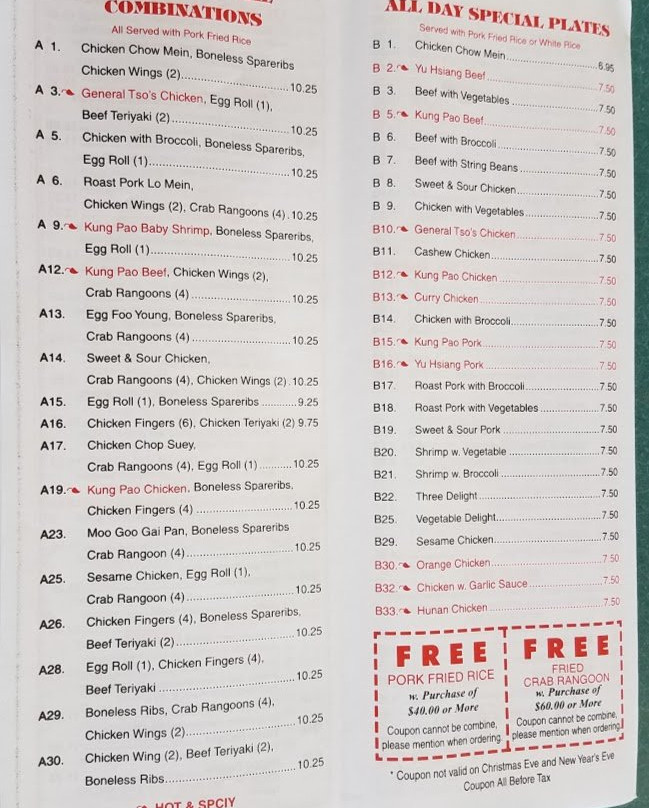 COMBINATIONS
All Served with Pork Fried Rice
A 1. Chicken Chow Mein, Boneless Spareribs
Chicken Wings (2)..........10.25
A 3. General Tso's Chicken, Egg Roll (1),
Beef Teriyaki (2)..........10.25
A 5. Chicken with Broccoli, Boneless Spareribs,
Egg Roll (1)..........10.25
A 6. Roast Pork Lo Mein,
Chicken Wings (2), Crab Rangoons (4).10.25
A 9. Kung Pao Baby Shrimp, Boneless Spareribs,
Egg Roll (1)..........10.25
A12. Kung Pao Beef, Chicken Wings (2),
Crab Rangoons (4)..........10.25
A13. Egg Foo Young, Boneless Spareribs,
Crab Rangoons (4)..........10.25
A14. Sweet & Sour Chicken,
Crab Rangoons (4), Chicken Wings (2).10.25
A15. Egg Roll (1), Boneless Spareribs..........9.25
A16. Chicken Fingers (6), Chicken Teriyaki (2) 9.75
A17. Chicken Chop Suey,
Crab Rangoons (4), Egg Roll (1)..........10.25
A19. Kung Pao Chicken, Boneless Spareribs,
Chicken Fingers (4)..........10.25
A23. Moo Goo Gai Pan, Boneless Spareribs
Crab Rangoon (4)..........10.25
A25. Sesame Chicken, Egg Roll (1),
Crab Rangoon (4)..........10.25
A26. Chicken Fingers (4), Boneless Spareribs,
Beef Teriyaki (2)..........10.25
A28. Egg Roll (1), Chicken Fingers (4),
Beef Teriyaki..........10.25
A29. Boneless Ribs, Crab Rangoons (4),
Chicken Wings (2)..........10.25
A30. Chicken Wing (2), Beef Teriyaki (2),
Boneless Ribs..........10.25
HOT & SPCIY
ALL DAY SPECIAL PLATES
Served with Pork Fried Rice or White Rice
B 1. Chicken Chow Mein..........6.95
B 2. Yu Hsiang Beef..........7.50
B 3. Beef with Vegetables..........7.50
B 5. Kung Pao Beef..........7.50
B 6. Beef with Broccoli..........7.50
B 7. Beef with String Beans..........7.50
B 8. Sweet & Sour Chicken..........7.50
B 9. Chicken with Vegetables..........7.50
B10. General Tso's Chicken..........7.50
B11. Cashew Chicken..........7.50
B12. Kung Pao Chicken..........7.50
B13. Curry Chicken..........7.50
B14. Chicken with Broccoli..........7.50
B15. Kung Pao Pork..........7.50
B16. Yu Hsiang Pork..........7.50
B17. Roast Pork with Broccoli..........7.50
B18. Roast Pork with Vegetables..........7.50
B19. Sweet & Sour Pork..........7.50
B20. Shrimp w. Vegetable..........7.50
B21. Shrimp w. Broccoli..........7.50
B22. Three Delight..........7.50
B25. Vegetable Delight..........7.50
B29. Sesame Chicken..........7.50
B30. Orange Chicken..........7.50
B32. Chicken w. Garlic Sauce..........7.50
B33. Hunan Chicken..........7.50
FREE
PORK FRIED RICE
w. Purchase of
$40.00 or More
Coupon cannot be combine,
please mention when ordering.
FREE
FRIED
CRAB RANGOON
w. Purchase of
$60.00 or More
Coupon cannot be combine,
please mention when ordering.
* Coupon not valid on Christmas Eve and New Year's Eve
Coupon All Before Tax